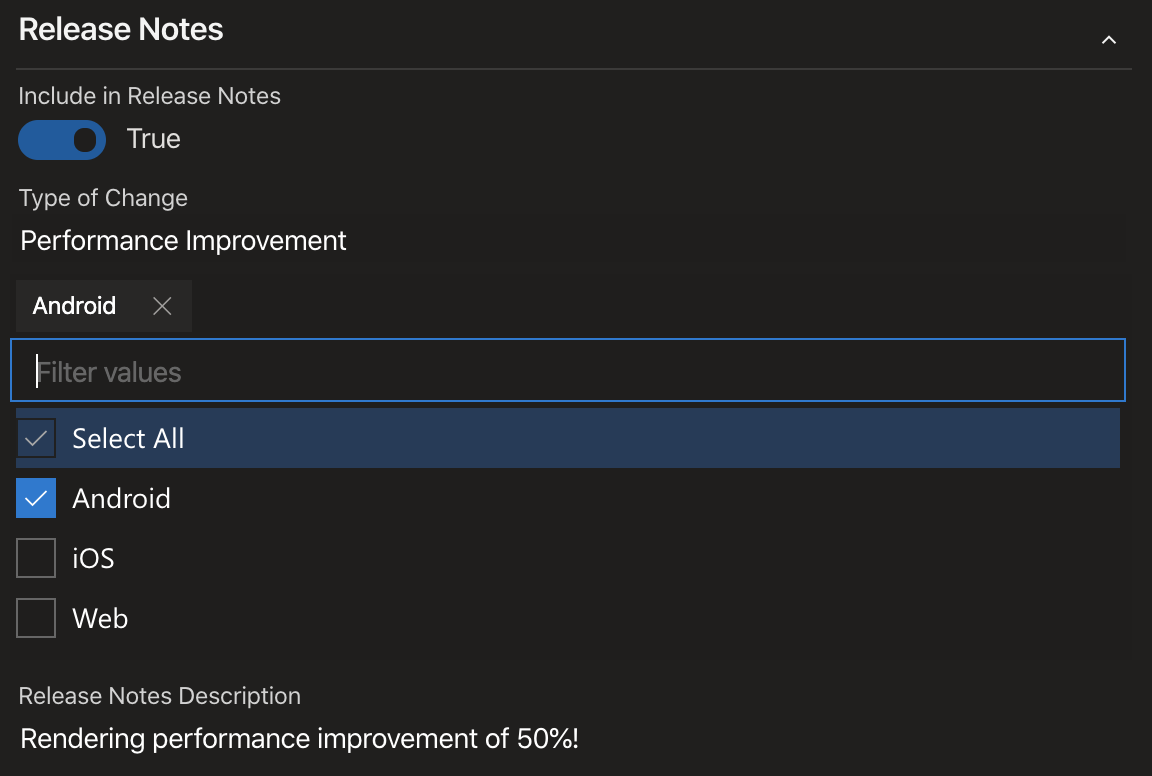 Release Notes
Include in Release Notes
True
Type of Change
Performance Improvement
Android
Filter values
Select All
Android
iOS
Web
Release Notes Description
Rendering performance improvement of 50%!